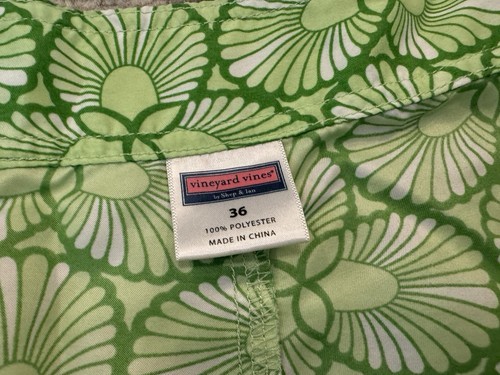 vineyard vines®
by Shep & Ian
36
100% POLYESTER
MADE IN CHINA